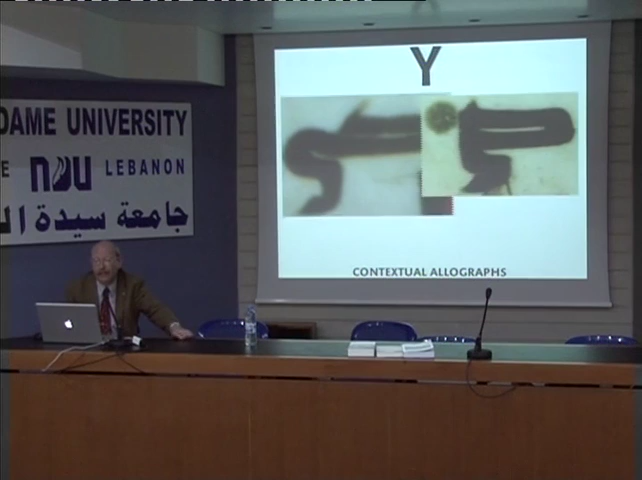 DAME UNIVERSITY
NDU LEBANON
جامعة سيدة ال
Y
CONTEXTUAL ALLOGRAPHS